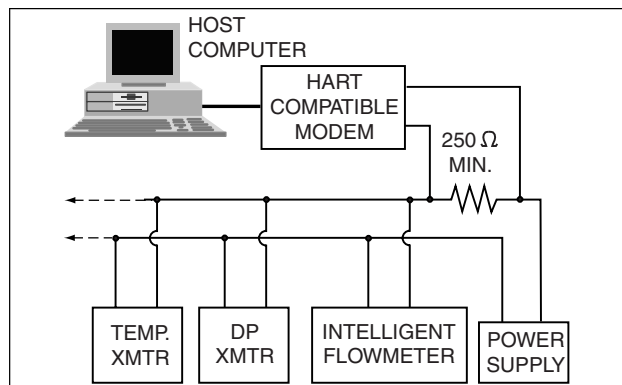 HOST
COMPUTER
HART
COMPATIBLE
MODEM
250 Ω
MIN.
TEMP.
XMTR
DP
XMTR
INTELLIGENT
FLOWMETER
POWER
SUPPLY